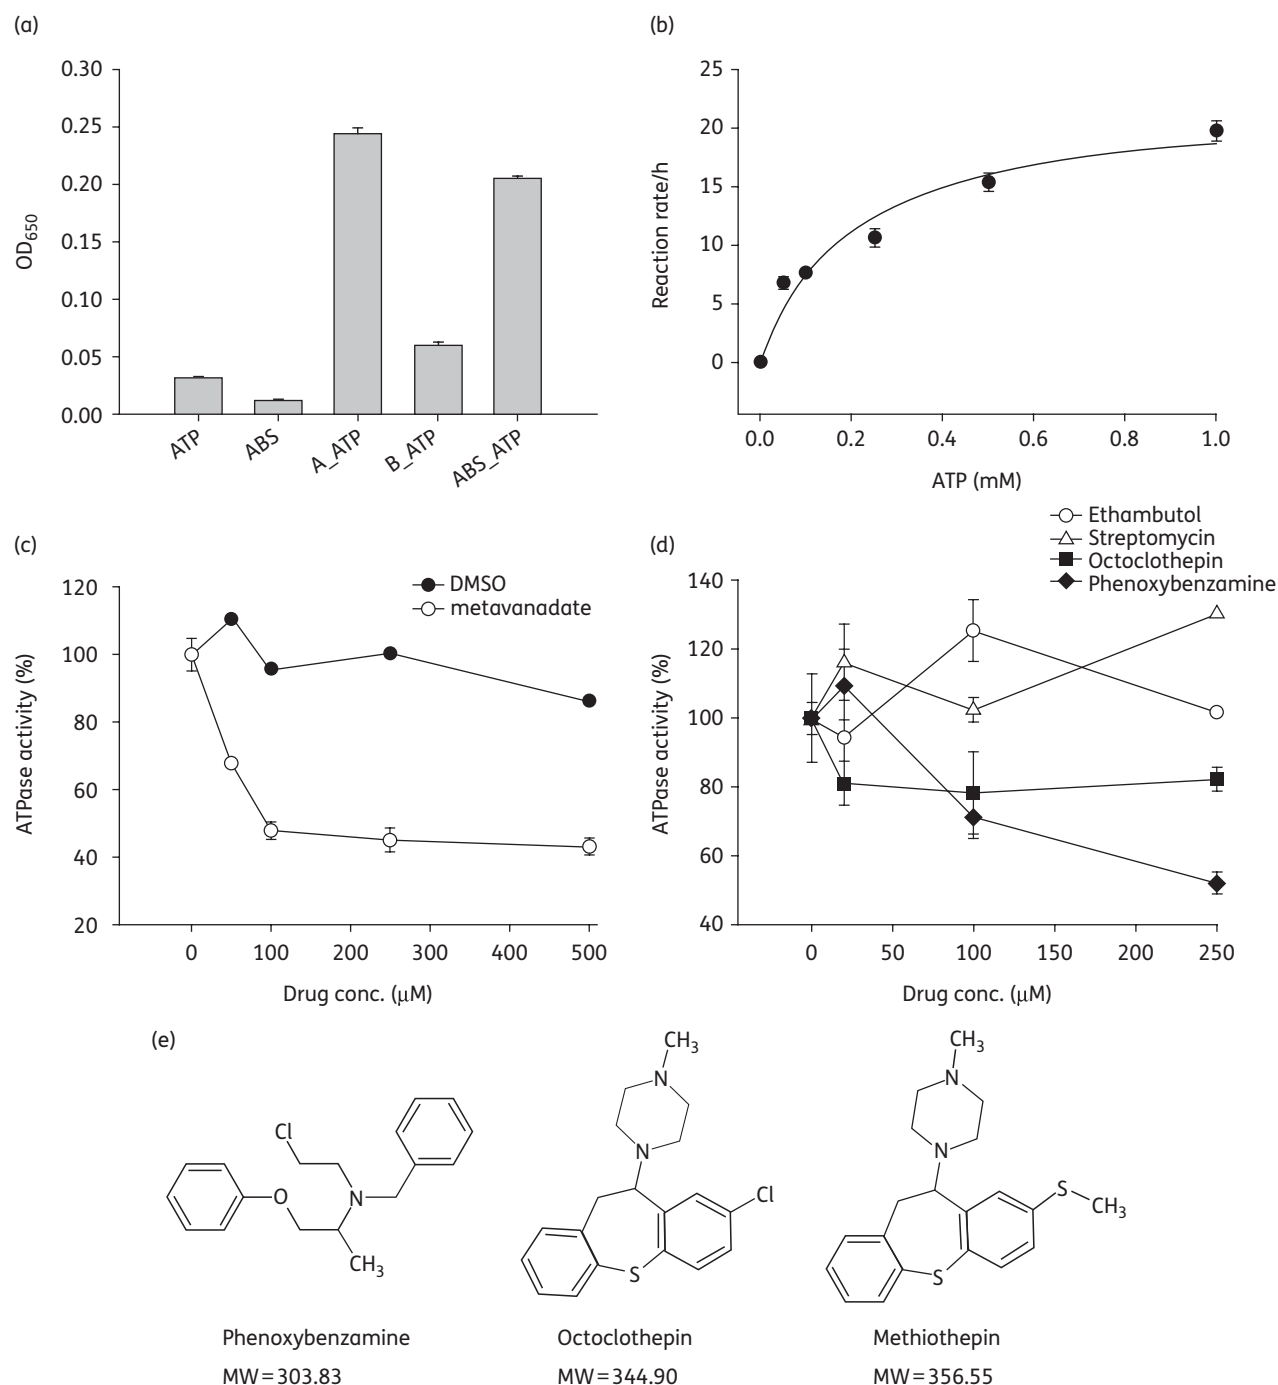 (a)
0.30
0.25
0.20
0.15
0.10
0.05
0.00
OD650
ATP
ABS
A_ATP
B_ATP
ABS_ATP
(b)
25
20
15
10
5
0
Reaction rate/h
0.0 0.2 0.4 0.6 0.8 1.0
ATP (mM)
(c)
DMSO
metavanadate
120
100
80
60
40
20
ATPase activity (%)
0 100 200 300 400 500
Drug conc. (μM)
(d)
Ethambutol
Streptomycin
Octoclothepin
Phenoxybenzamine
140
120
100
80
60
40
ATPase activity (%)
0 50 100 150 200 250
Drug conc. (μM)
(e)
Cl
O
N
CH3
Phenoxybenzamine
MW=303.83
CH3
N
N
Cl
S
Octoclothepin
MW=344.90
CH3
N
N
S
CH3
S
Methiothepin
MW=356.55